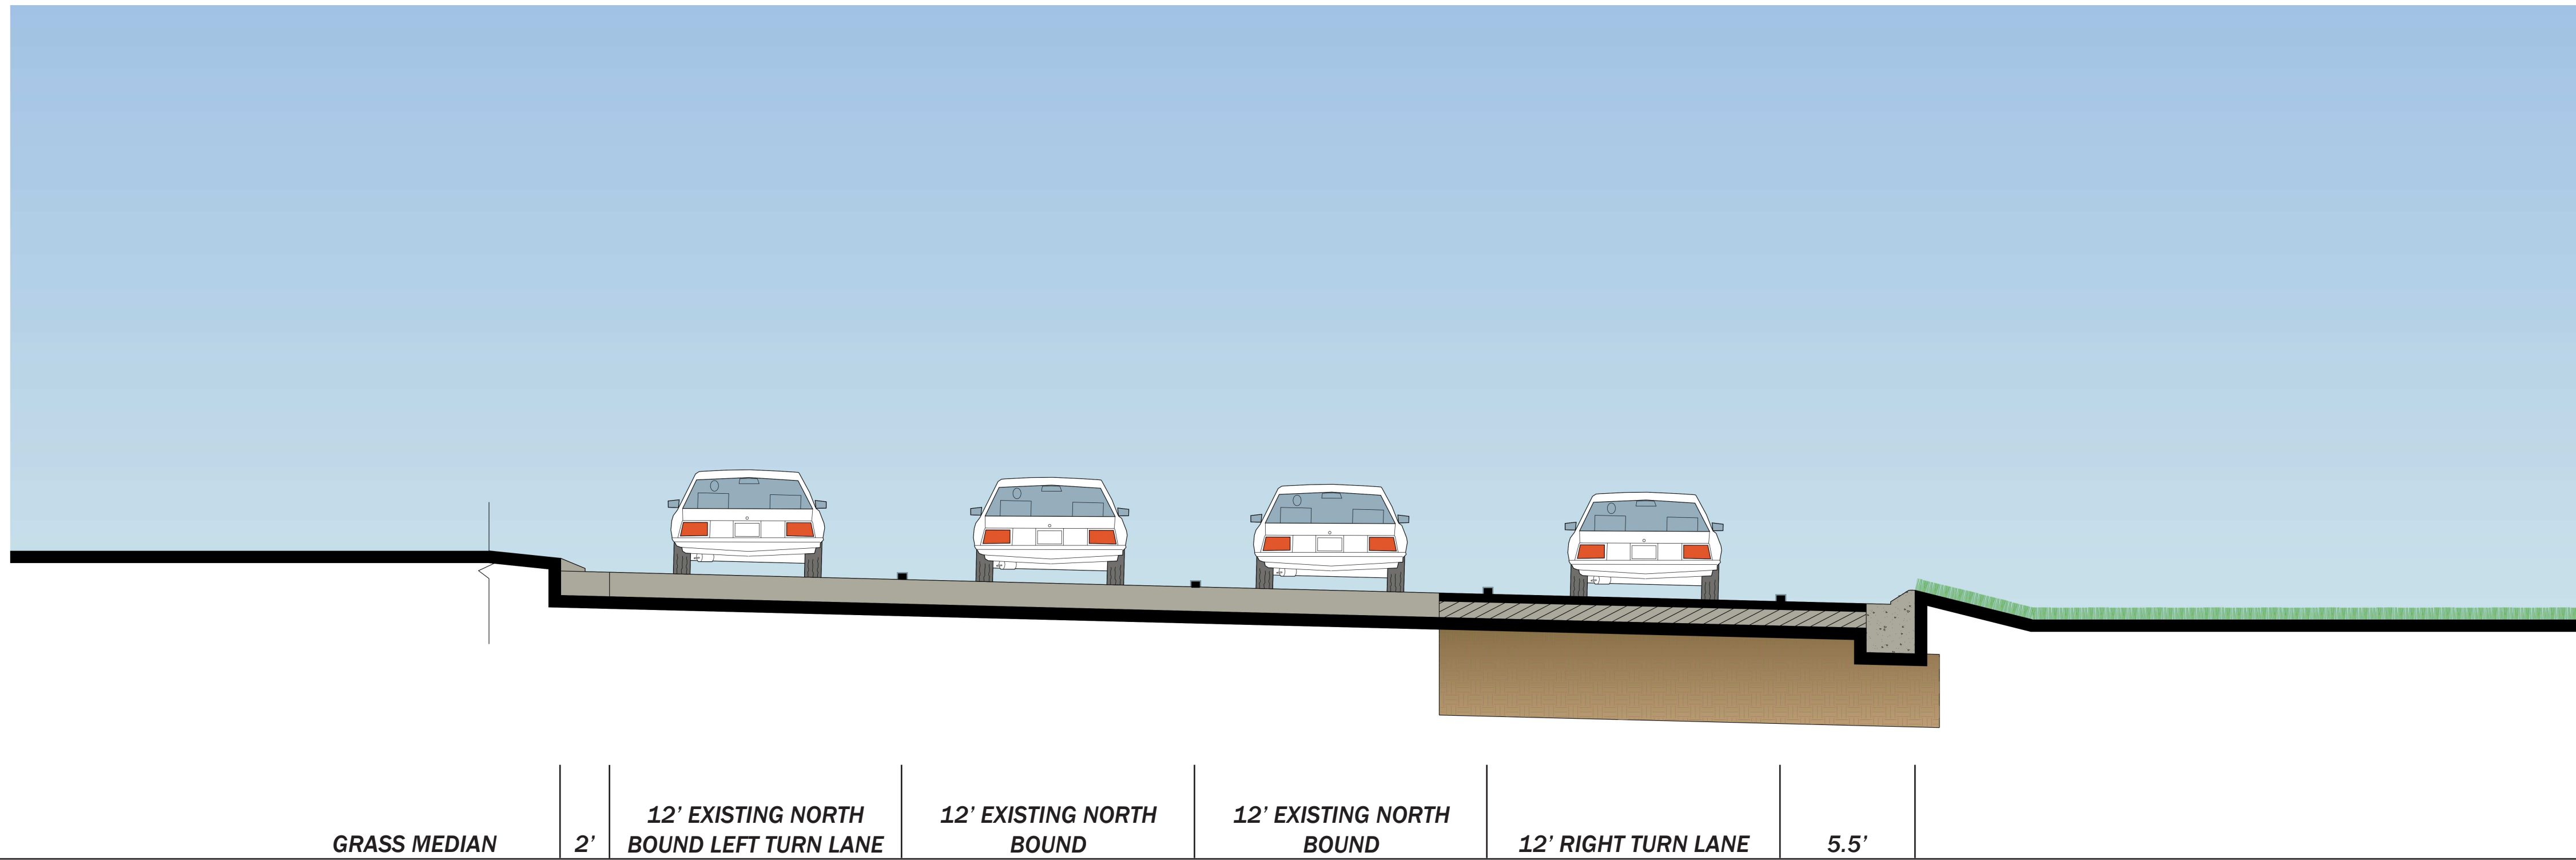 GRASS MEDIAN
2’
12’ EXISTING NORTH
BOUND LEFT TURN LANE
12’ EXISTING NORTH
BOUND
12’ EXISTING NORTH
BOUND
12’ RIGHT TURN LANE
5.5’